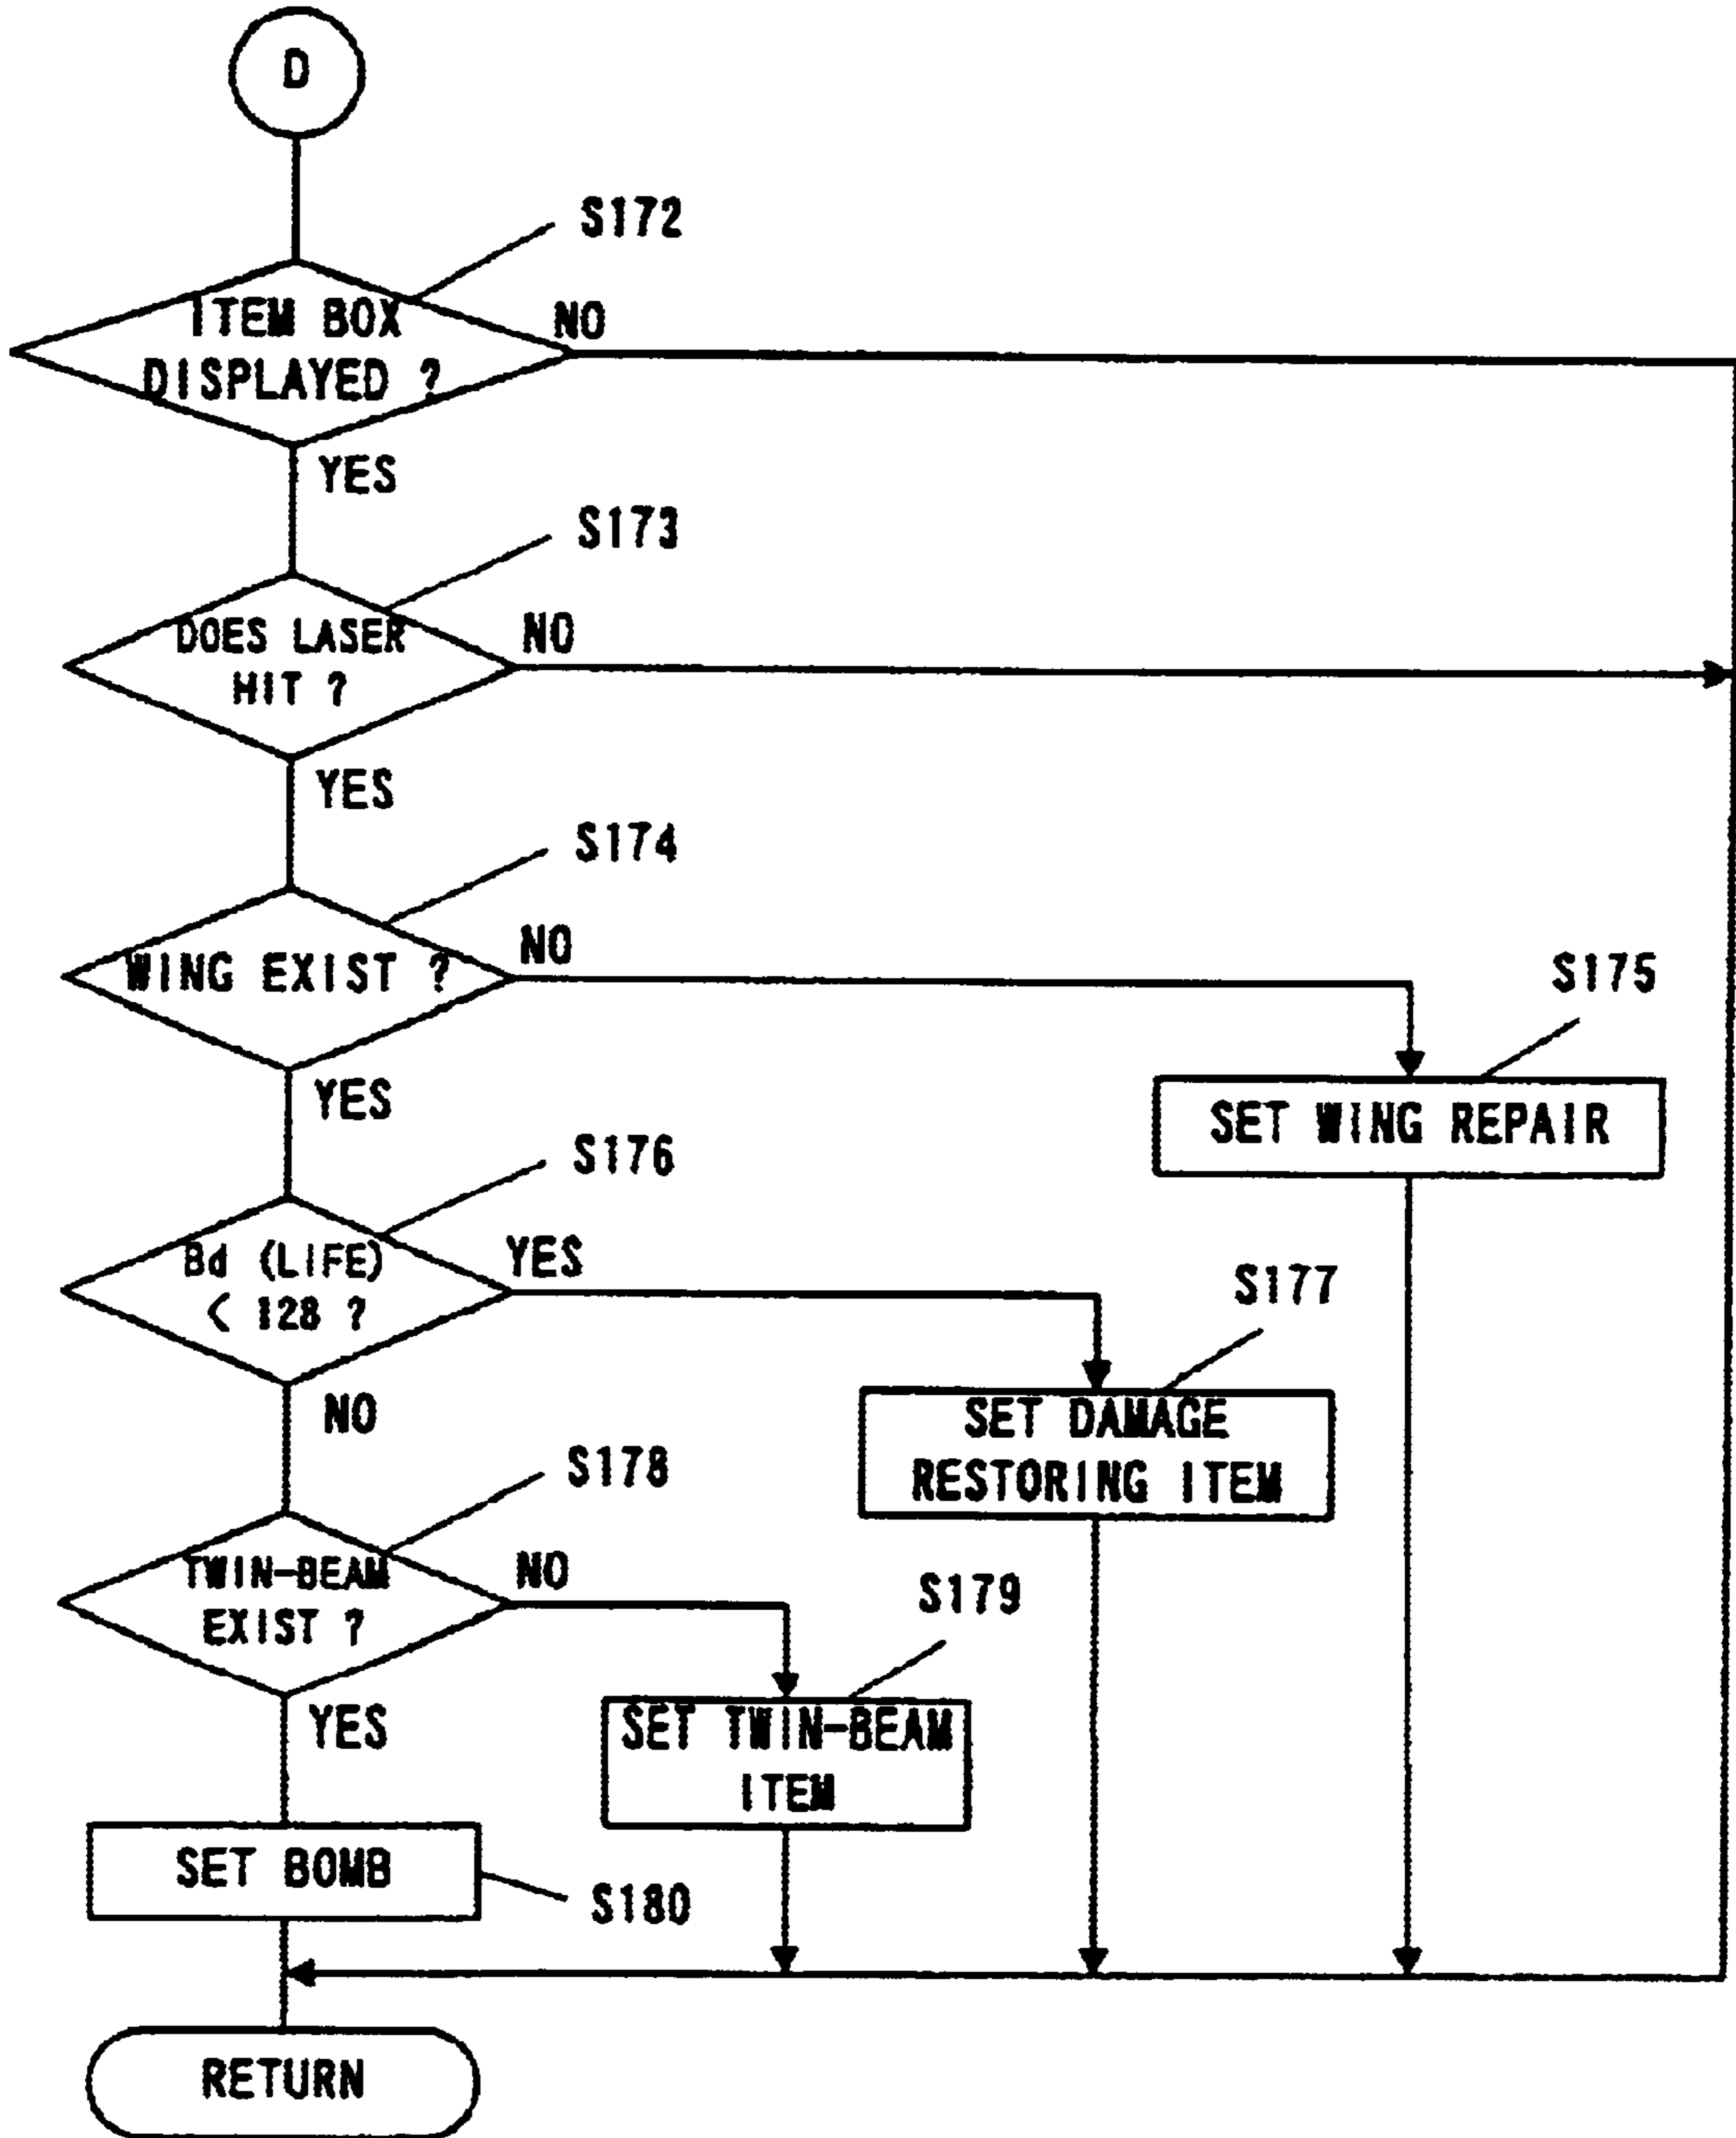 D
S172
ITEM BOX
DISPLAYED ?
NO
YES
S173
DOES LASER
HIT ?
NO
YES
S174
WING EXIST ?
NO
YES
S175
SET WING REPAIR
S176
Bd (LIFE)
< 128 ?
YES
NO
S177
SET DAMAGE
RESTORING ITEM
S178
TWIN-BEAM
EXIST ?
NO
YES
S179
SET TWIN-BEAM
ITEM
SET BOMB
S180
RETURN